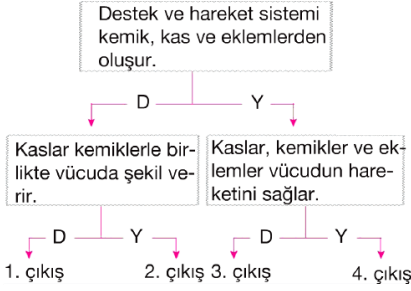 Destek ve hareket sistemi
kemik, kas ve eklemlerden
oluşur.
D
Y
Kaslar kemiklerle bir-
likte vücuda şekil ve-
rir.
Kaslar, kemikler ve ek-
lemler vücudun hare-
ketini sağlar.
D
Y
D
Y
1. çıkış
2. çıkış
3. çıkış
4. çıkış